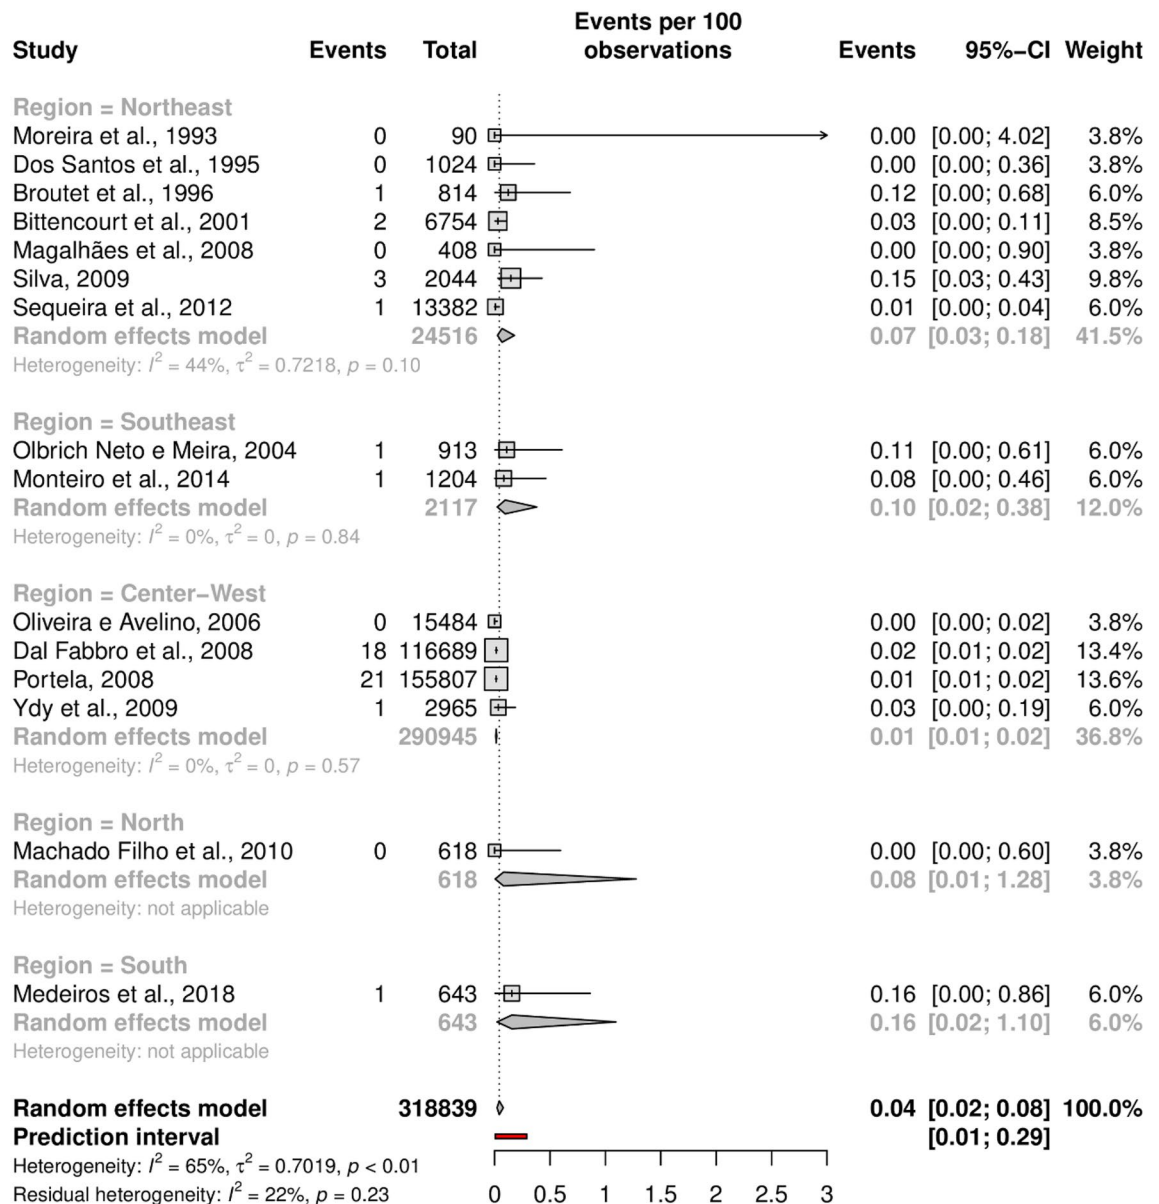 Events per 100
Study Events Total observations Events 95%−CI Weight
Region = Northeast
Moreira et al., 1993 0 90 0.00 [0.00; 4.02] 3.8%
Dos Santos et al., 1995 0 1024 0.00 [0.00; 0.36] 3.8%
Broutet et al., 1996 1 814 0.12 [0.00; 0.68] 6.0%
Bittencourt et al., 2001 2 6754 0.03 [0.00; 0.11] 8.5%
Magalhães et al., 2008 0 408 0.00 [0.00; 0.90] 3.8%
Silva, 2009 3 2044 0.15 [0.03; 0.43] 9.8%
Sequeira et al., 2012 1 13382 0.01 [0.00; 0.04] 6.0%
Random effects model 24516 0.07 [0.03; 0.18] 41.5%
Heterogeneity: I² = 44%, τ² = 0.7218, p = 0.10
Region = Southeast
Olbrich Neto e Meira, 2004 1 913 0.11 [0.00; 0.61] 6.0%
Monteiro et al., 2014 1 1204 0.08 [0.00; 0.46] 6.0%
Random effects model 2117 0.10 [0.02; 0.38] 12.0%
Heterogeneity: I² = 0%, τ² = 0, p = 0.84
Region = Center−West
Oliveira e Avelino, 2006 0 15484 0.00 [0.00; 0.02] 3.8%
Dal Fabbro et al., 2008 18 116689 0.02 [0.01; 0.02] 13.4%
Portela, 2008 21 155807 0.01 [0.01; 0.02] 13.6%
Ydy et al., 2009 1 2965 0.03 [0.00; 0.19] 6.0%
Random effects model 290945 0.01 [0.01; 0.02] 36.8%
Heterogeneity: I² = 0%, τ² = 0, p = 0.57
Region = North
Machado Filho et al., 2010 0 618 0.00 [0.00; 0.60] 3.8%
Random effects model 618 0.08 [0.01; 1.28] 3.8%
Heterogeneity: not applicable
Region = South
Medeiros et al., 2018 1 643 0.16 [0.00; 0.86] 6.0%
Random effects model 643 0.16 [0.02; 1.10] 6.0%
Heterogeneity: not applicable
Random effects model 318839 0.04 [0.02; 0.08] 100.0%
Prediction interval [0.01; 0.29]
Heterogeneity: I² = 65%, τ² = 0.7019, p < 0.01
Residual heterogeneity: I² = 22%, p = 0.23 0 0.5 1 1.5 2 2.5 3